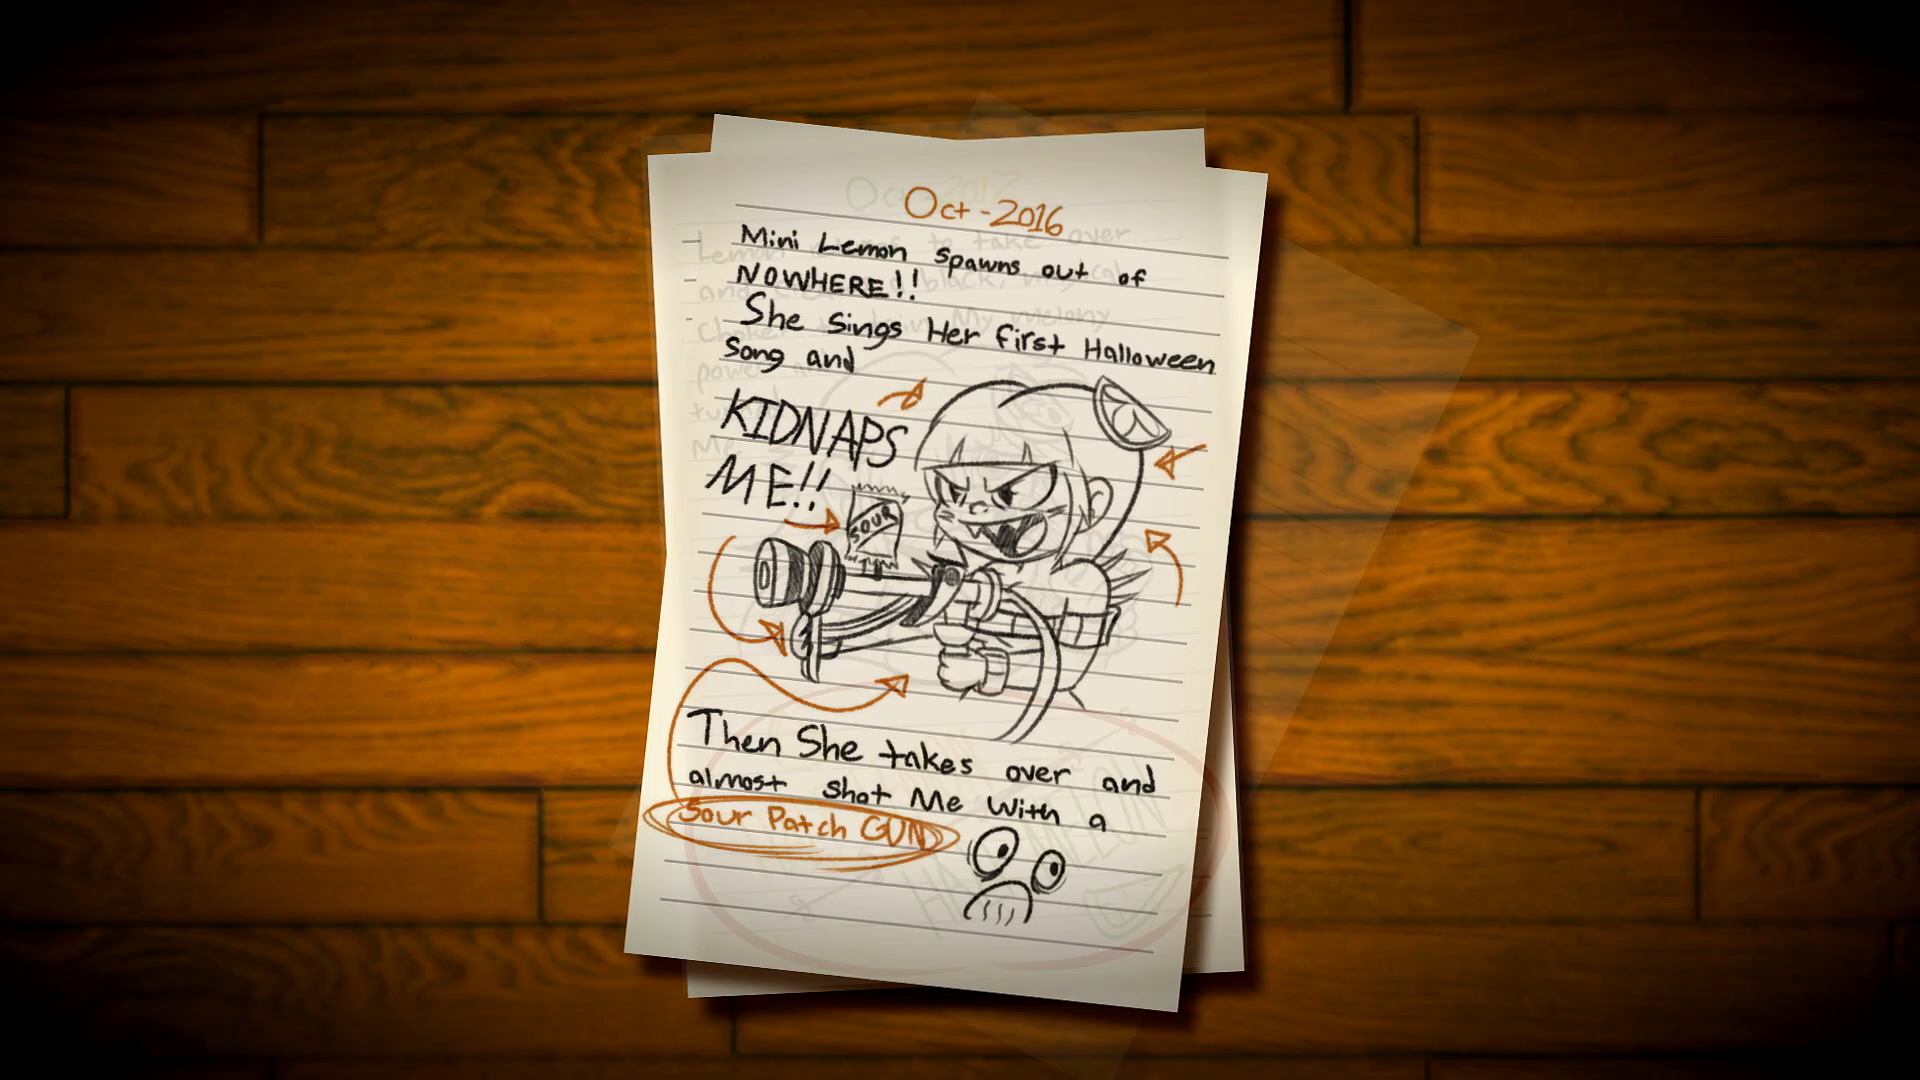 Oct-2016
Mini Lemon spawns out of
NOWHERE!!
She sings Her first Halloween
song and
KIDNAPS
ME!!
SOUR
Then She takes over and
almost shot Me with a
Sour Patch GUN